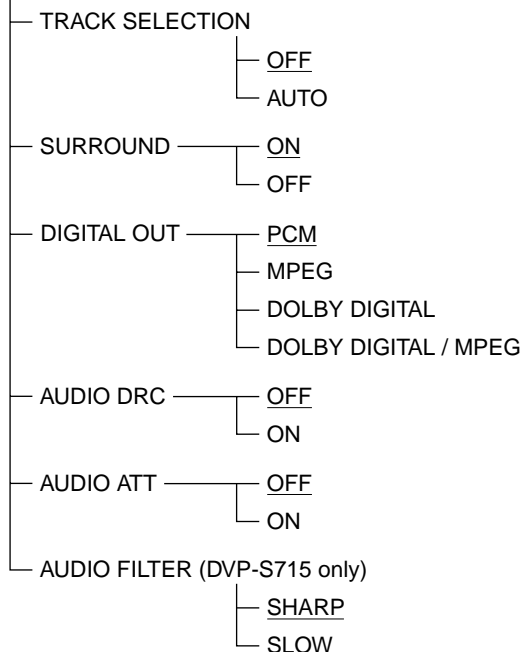 TRACK SELECTION
OFF
AUTO
SURROUND ON
OFF
DIGITAL OUT PCM
MPEG
DOLBY DIGITAL
DOLBY DIGITAL / MPEG
AUDIO DRC OFF
ON
AUDIO ATT OFF
ON
AUDIO FILTER (DVP-S715 only)
SHARP
SLOW